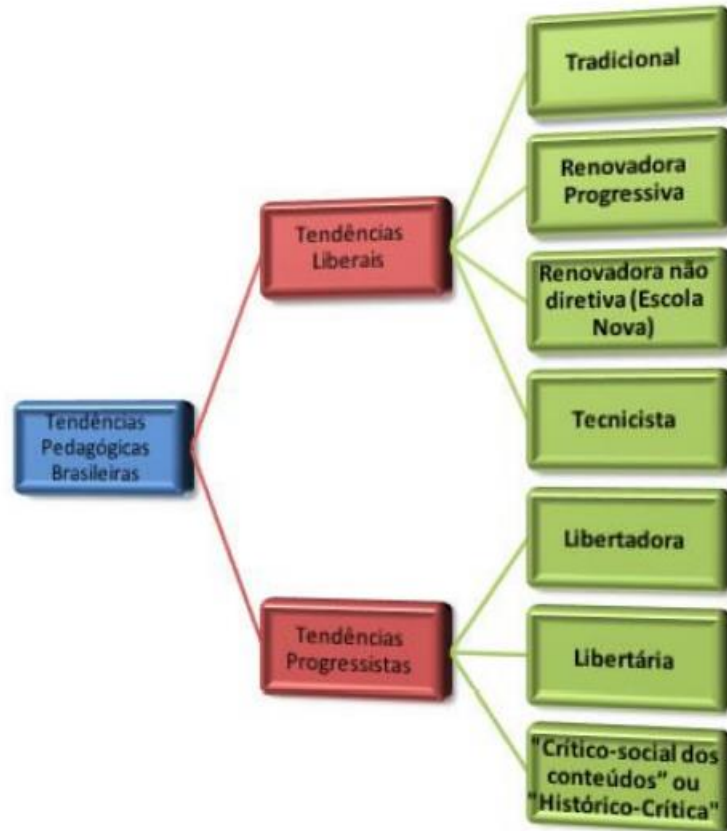 Tendências
Pedagógicas
Brasileiras
Tendências
Liberais
Tradicional
Renovadora
Progressiva
Renovadora não
diretiva (Escola
Nova)
Tecnicista
Tendências
Progressistas
Libertadora
Libertária
"Crítico-social dos
conteúdos" ou
"Histórico-Crítica"